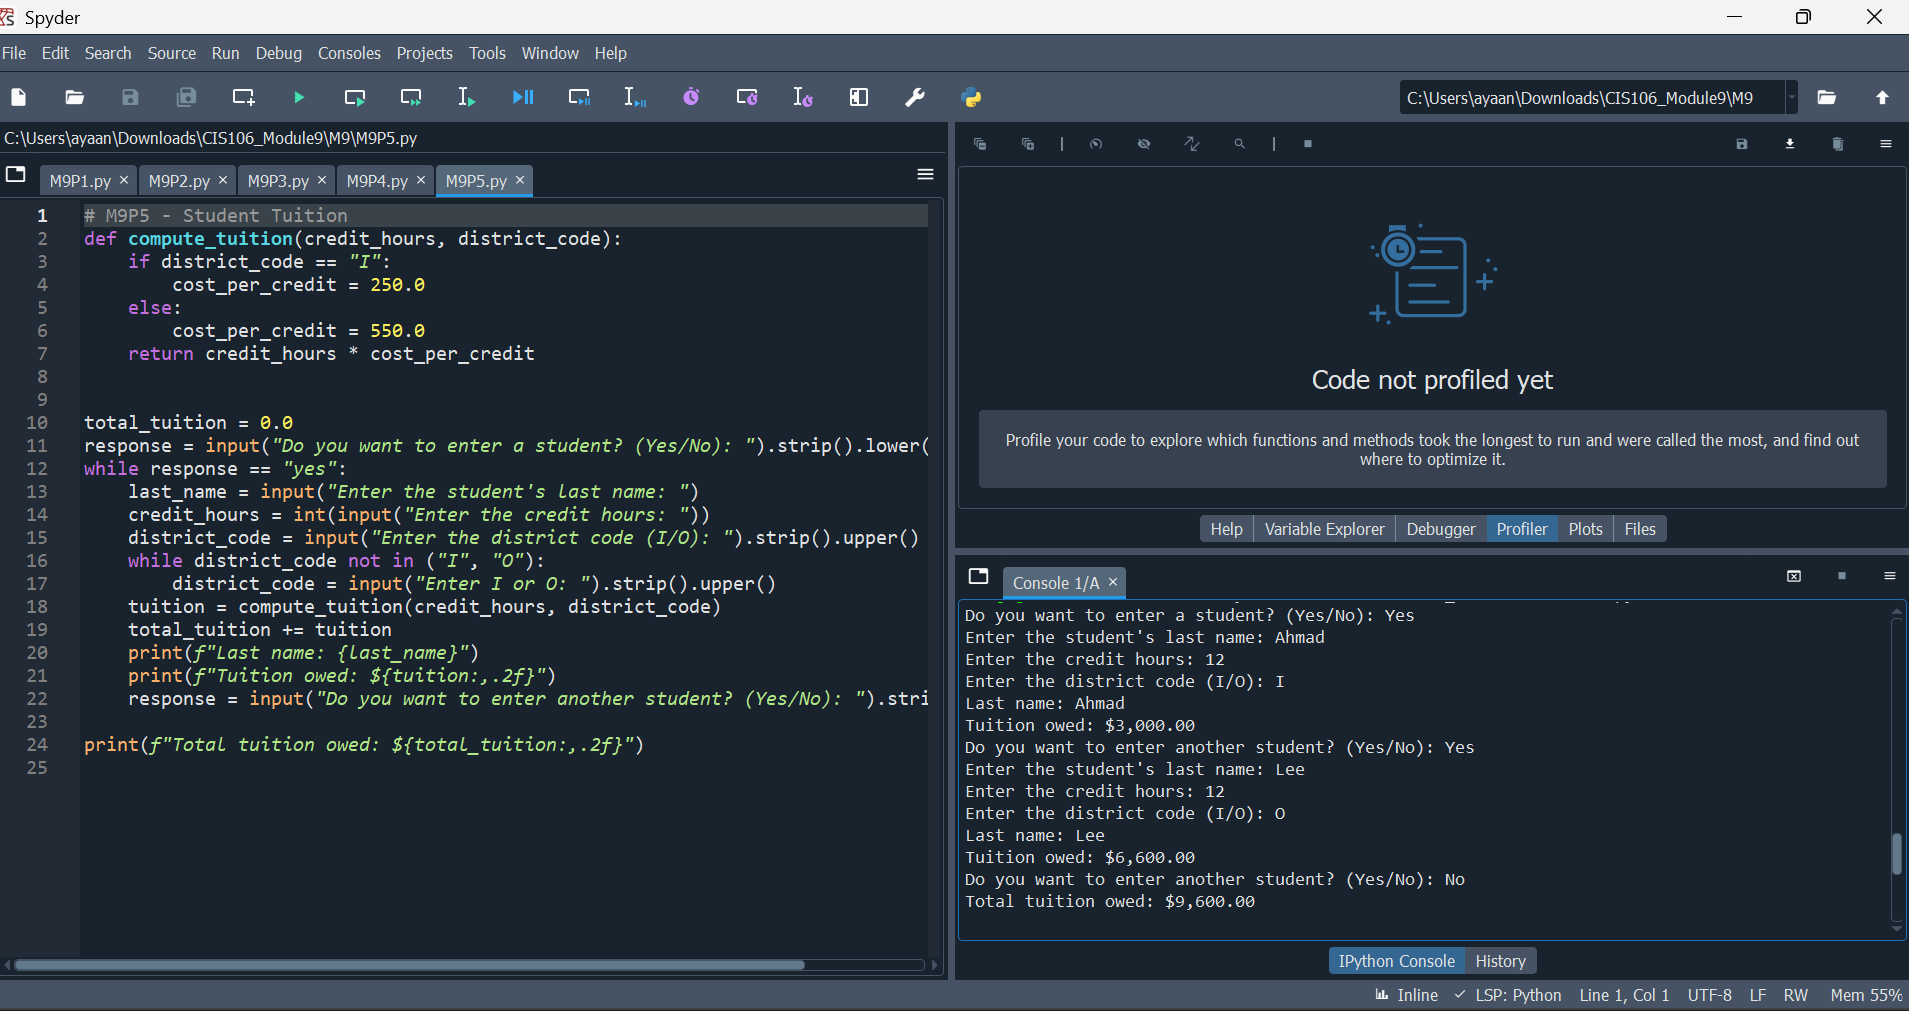 Spyder
File Edit Search Source Run Debug Consoles Projects Tools Window Help
C:\Users\ayaan\Downloads\CIS106_Module9\M9
C:\Users\ayaan\Downloads\CIS106_Module9\M9\M9P5.py
M9P1.py × M9P2.py × M9P3.py × M9P4.py × M9P5.py ×
1 # M9P5 - Student Tuition
2 def compute_tuition(credit_hours, district_code):
3     if district_code == "I":
4         cost_per_credit = 250.0
5     else:
6         cost_per_credit = 550.0
7     return credit_hours * cost_per_credit
8
9
10 total_tuition = 0.0
11 response = input("Do you want to enter a student? (Yes/No): ").strip().lower(
12 while response == "yes":
13     last_name = input("Enter the student's last name: ")
14     credit_hours = int(input("Enter the credit hours: "))
15     district_code = input("Enter the district code (I/O): ").strip().upper()
16     while district_code not in ("I", "O"):
17         district_code = input("Enter I or O: ").strip().upper()
18     tuition = compute_tuition(credit_hours, district_code)
19     total_tuition += tuition
20     print(f"Last name: {last_name}")
21     print(f"Tuition owed: ${tuition:,.2f}")
22     response = input("Do you want to enter another student? (Yes/No): ").stri
23
24 print(f"Total tuition owed: ${total_tuition:,.2f}")
25
Code not profiled yet
Profile your code to explore which functions and methods took the longest to run and were called the most, and find out
where to optimize it.
Help Variable Explorer Debugger Profiler Plots Files
Console 1/A ×
Do you want to enter a student? (Yes/No): Yes
Enter the student's last name: Ahmad
Enter the credit hours: 12
Enter the district code (I/O): I
Last name: Ahmad
Tuition owed: $3,000.00
Do you want to enter another student? (Yes/No): Yes
Enter the student's last name: Lee
Enter the credit hours: 12
Enter the district code (I/O): O
Last name: Lee
Tuition owed: $6,600.00
Do you want to enter another student? (Yes/No): No
Total tuition owed: $9,600.00
IPython Console History
Inline LSP: Python Line 1, Col 1 UTF-8 LF RW Mem 55%